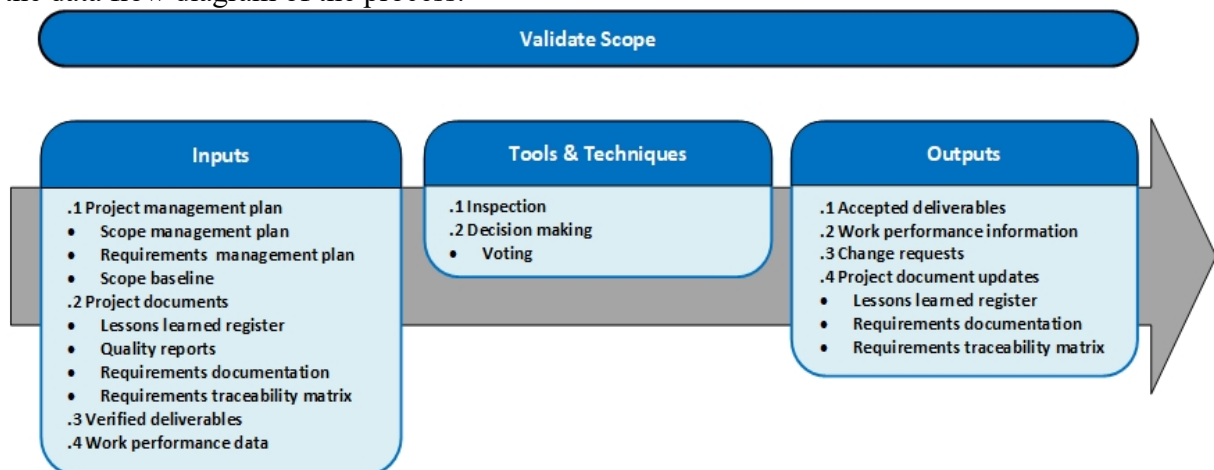 the data flow diagram of the process.
Validate Scope
Inputs
.1 Project management plan
• Scope management plan
• Requirements management plan
• Scope baseline
.2 Project documents
• Lessons learned register
• Quality reports
• Requirements documentation
• Requirements traceability matrix
.3 Verified deliverables
.4 Work performance data
Tools & Techniques
.1 Inspection
.2 Decision making
• Voting
Outputs
.1 Accepted deliverables
.2 Work performance information
.3 Change requests
.4 Project document updates
• Lessons learned register
• Requirements documentation
• Requirements traceability matrix